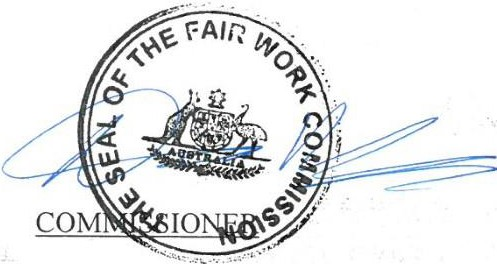 THE SEAL OF THE FAIR WORK COMMISSION
AUSTRALIA
COMMISSIONER